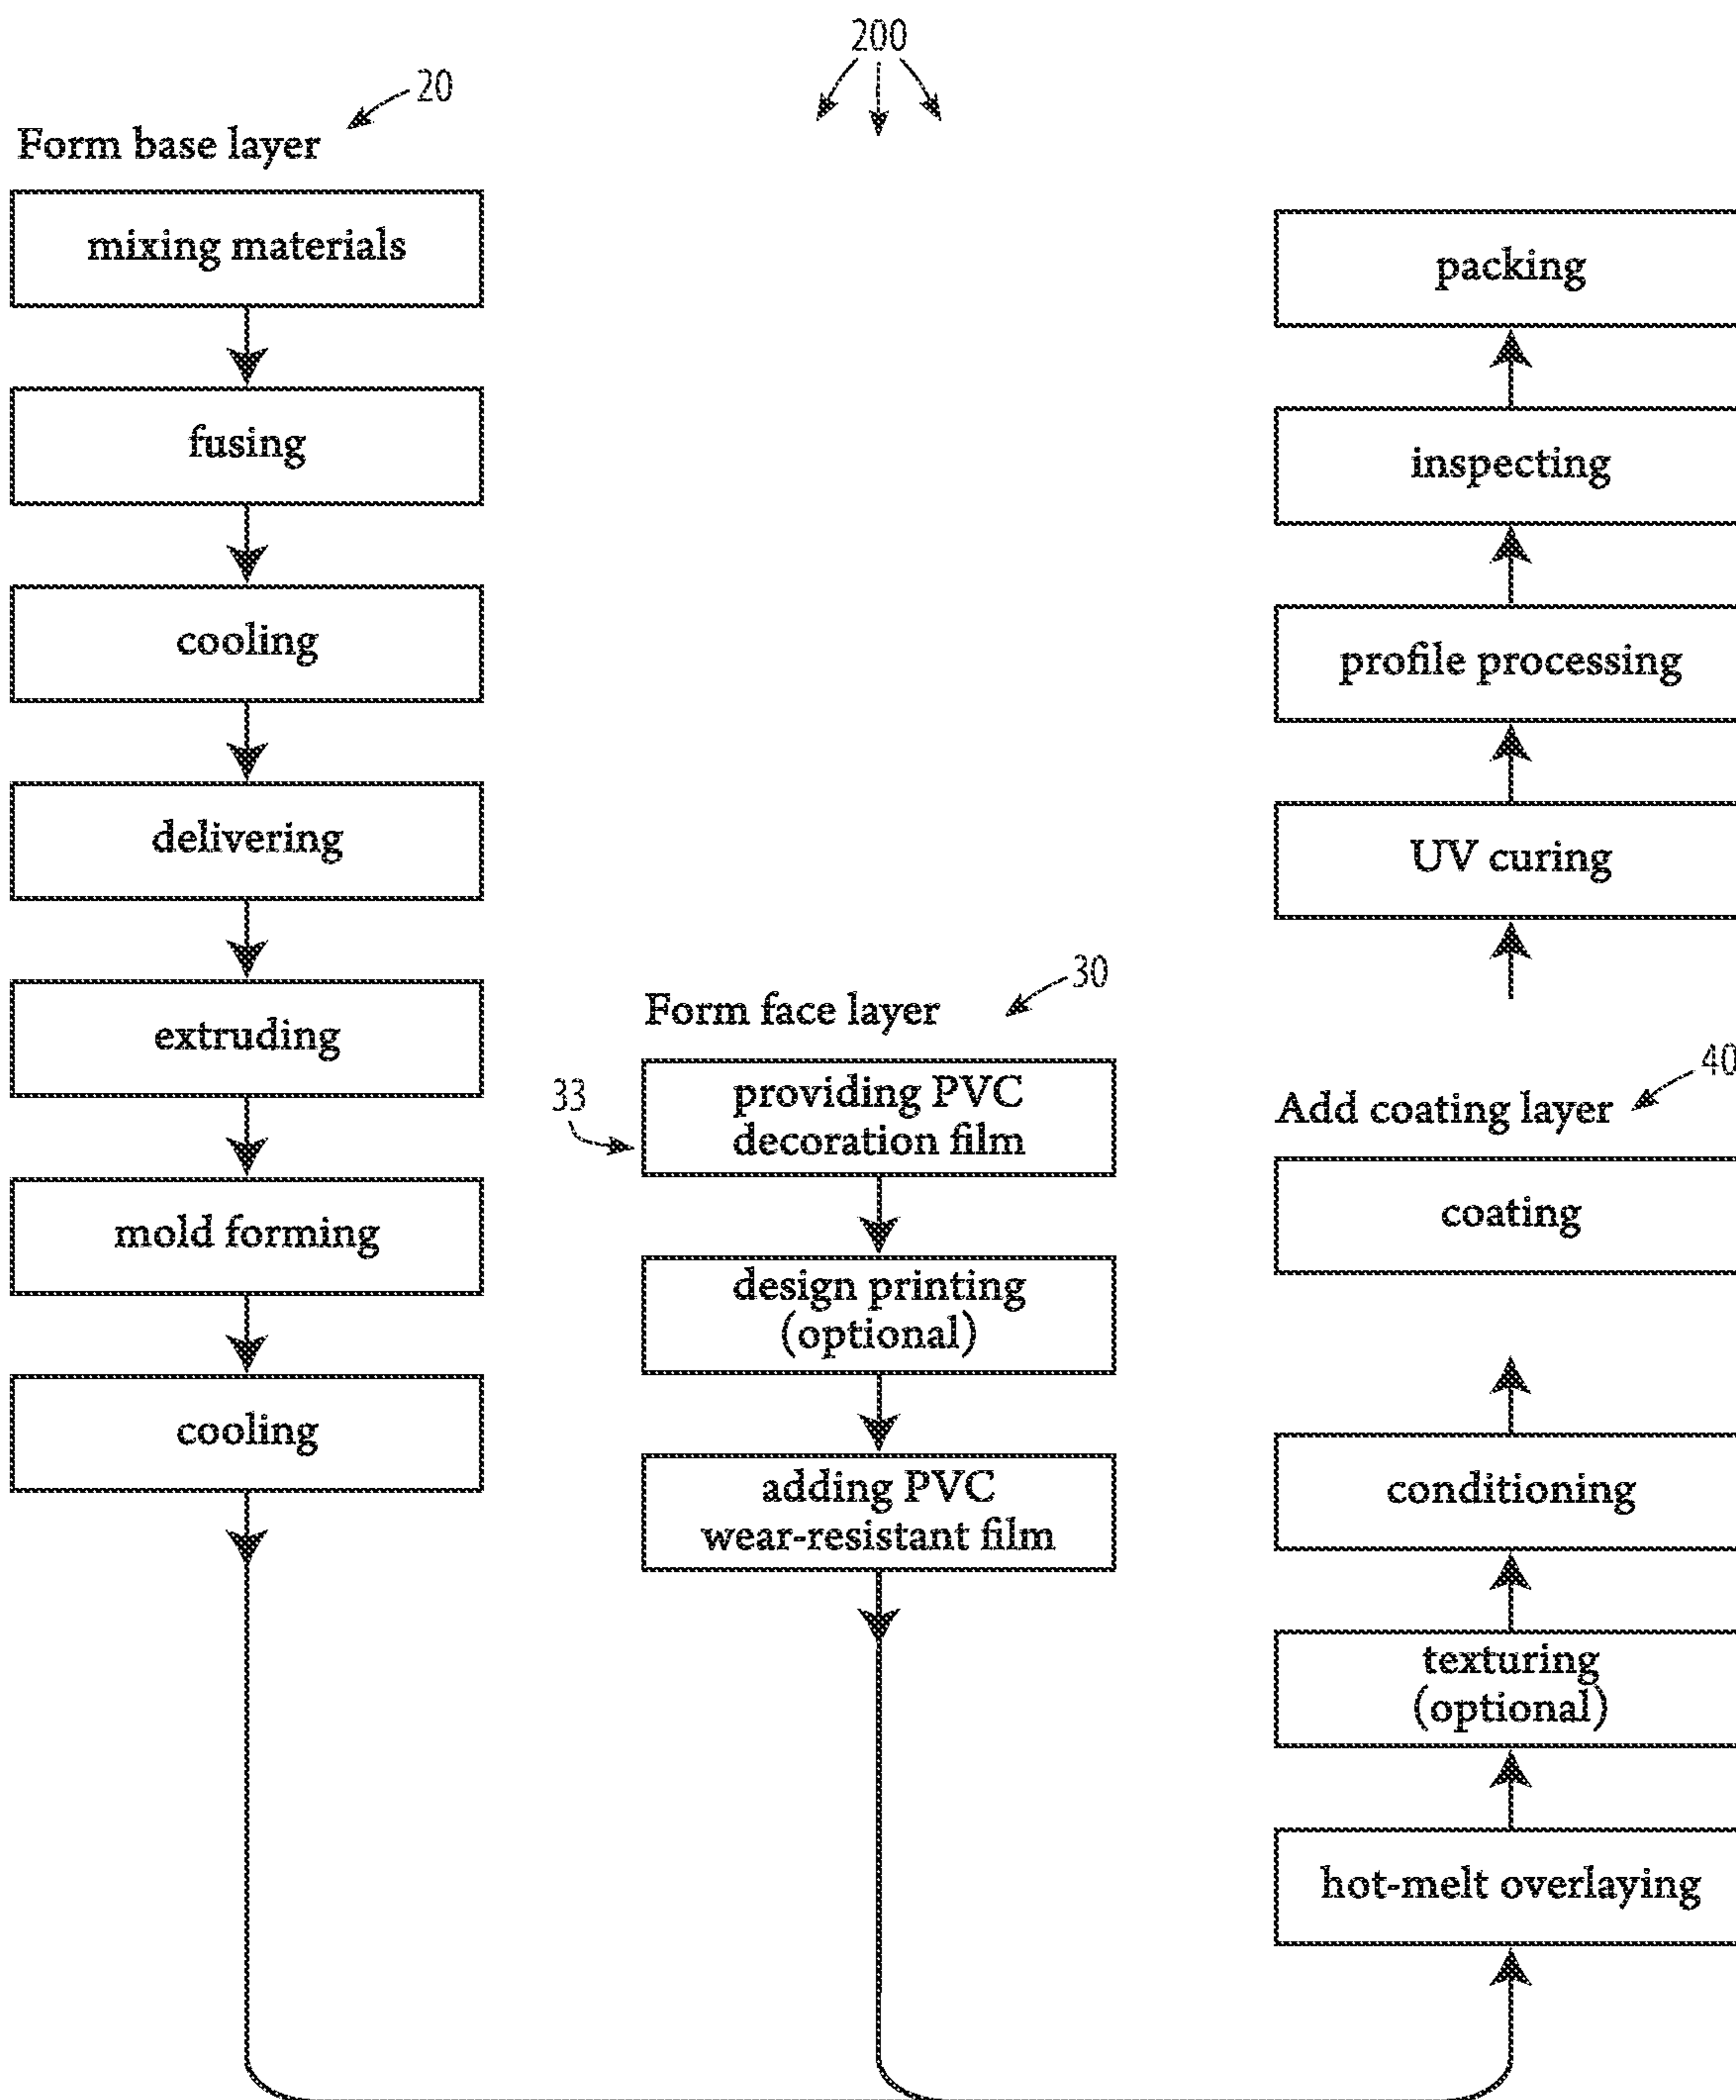 200
20
Form base layer
mixing materials
fusing
cooling
delivering
extruding
mold forming
cooling
30
Form face layer
33
providing PVC
decoration film
design printing
(optional)
adding PVC
wear-resistant film
packing
inspecting
profile processing
UV curing
40
Add coating layer
coating
conditioning
texturing
(optional)
hot-melt overlaying